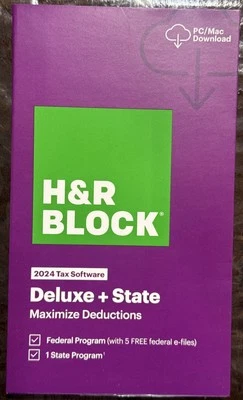 PC/Mac
Download
H&R
BLOCK®
2024 Tax Software
Deluxe + State
Maximize Deductions
Federal Program (with 5 FREE federal e-files)
1 State Program¹